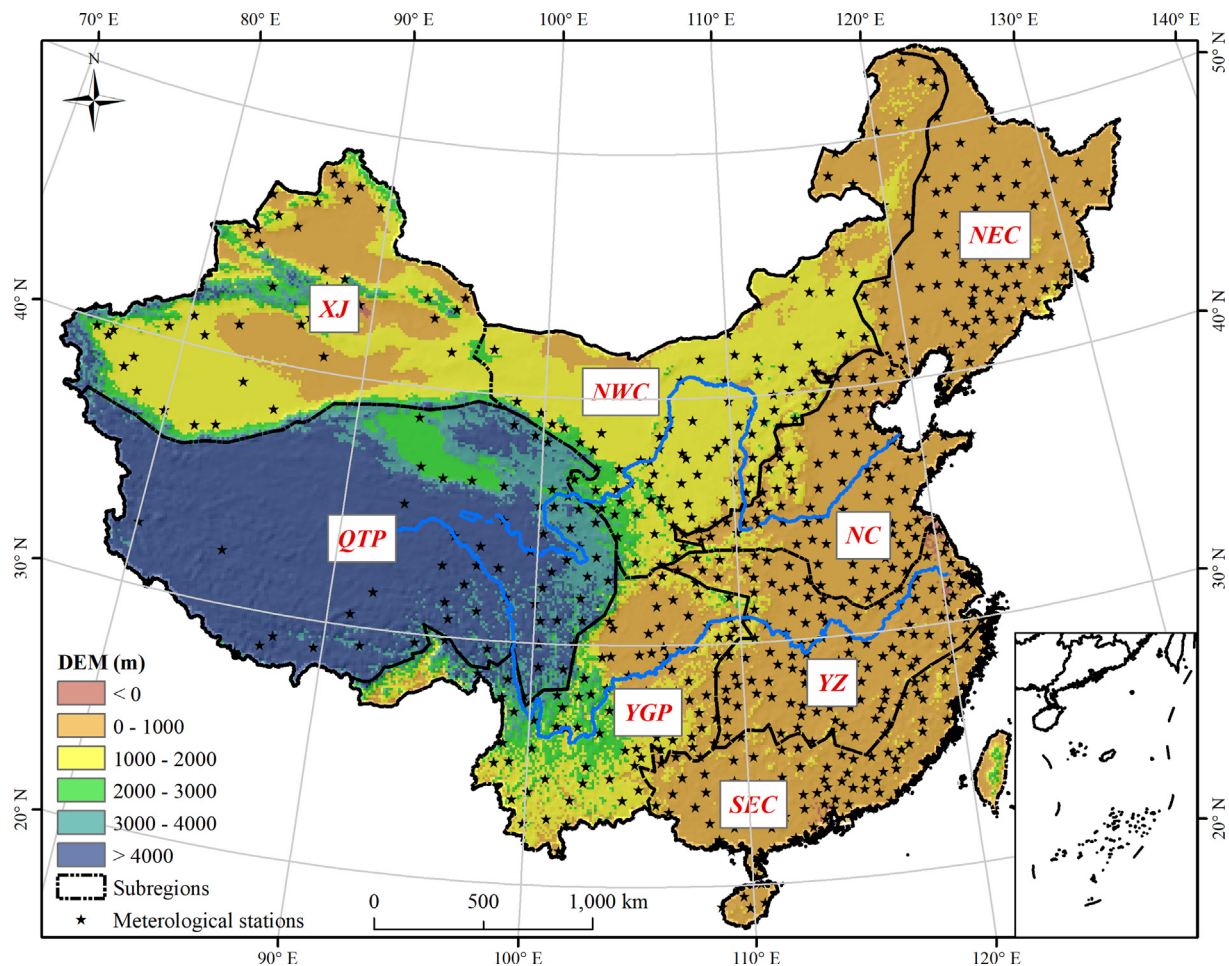 70° E 80° E 90° E 100° E 110° E 120° E 130° E 140° E
N
50° N
50° N
NEC
XJ
40° N
40° N
NWC
QTP
NC
30° N
30° N
DEM (m)
< 0
0 - 1000
1000 - 2000
2000 - 3000
3000 - 4000
> 4000
Subregions
Meterological stations
YZ
YGP
SEC
20° N
20° N
0 500 1,000 km
90° E 100° E 110° E 120° E